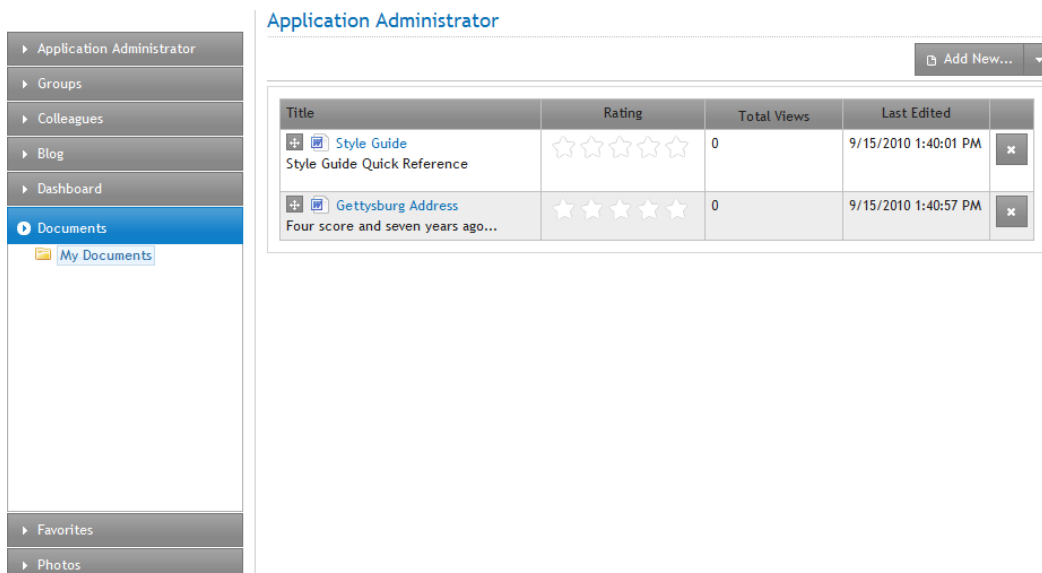 Application Administrator
Application Administrator
Groups
Colleagues
Blog
Dashboard
Documents
My Documents
Favorites
Photos
Add New...
Title Rating Total Views Last Edited
Style Guide 0 9/15/2010 1:40:01 PM
Style Guide Quick Reference
Gettysburg Address 0 9/15/2010 1:40:57 PM
Four score and seven years ago...